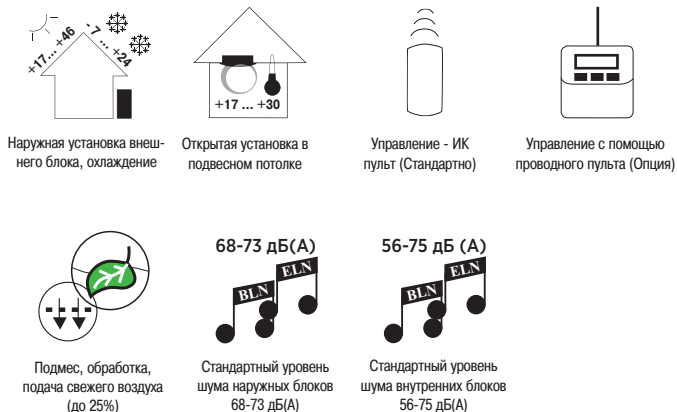 +17... +46
- 7... +24
+17 ... +30
Наружная установка внеш-
него блока, охлаждение
Открытая установка в
подвесном потолке
Управление - ИК
пульт (Стандартно)
Управление с помощью
проводного пульта (Опция)
68-73 дБ(А)
BLN
ELN
56-75 дБ (А)
BLN
ELN
Подмес, обработка,
подача свежего воздуха
(до 25%)
Стандартный уровень
шума наружных блоков
68-73 дБ(А)
Стандартный уровень
шума внутренних блоков
56-75 дБ(А)